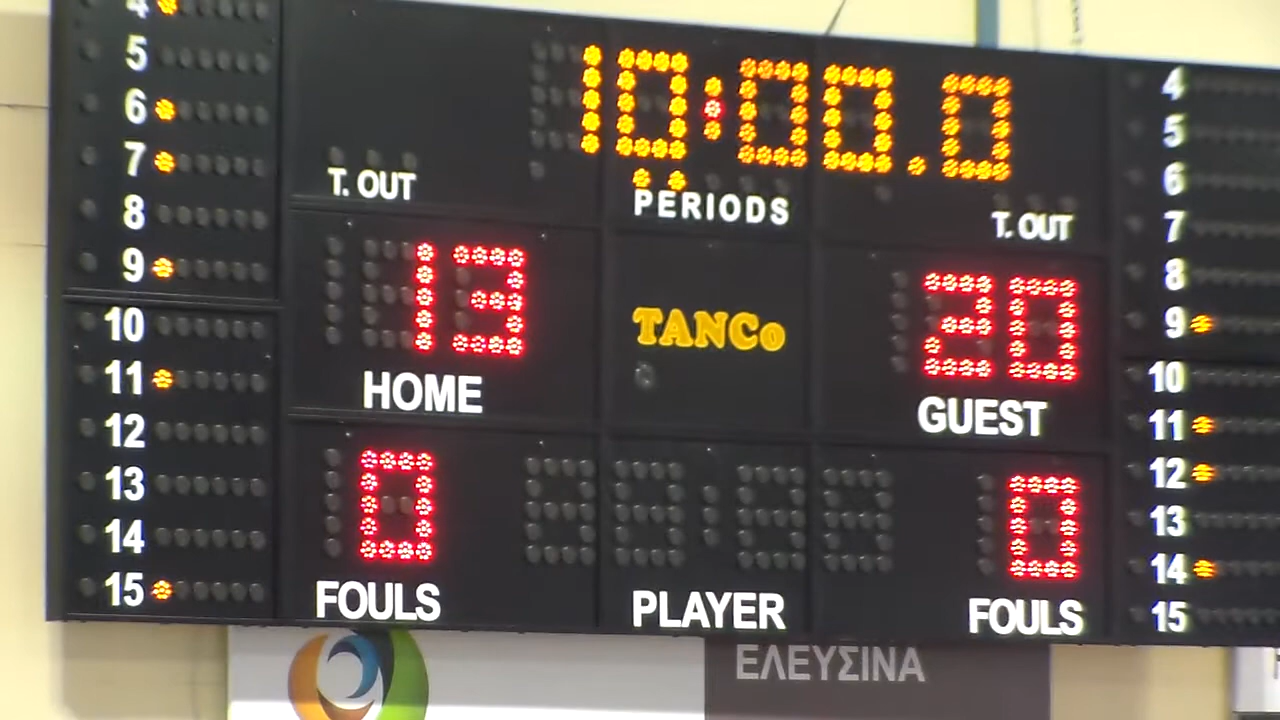 4
5
6
7
8
9
10
11
12
13
14
15
10:00.0
T. OUT
PERIODS
T. OUT
13
TANCo
20
HOME
GUEST
0
0
FOULS
PLAYER
FOULS
4
5
6
7
8
9
10
11
12
13
14
15
ΕΛΕΥΣΙΝΑ